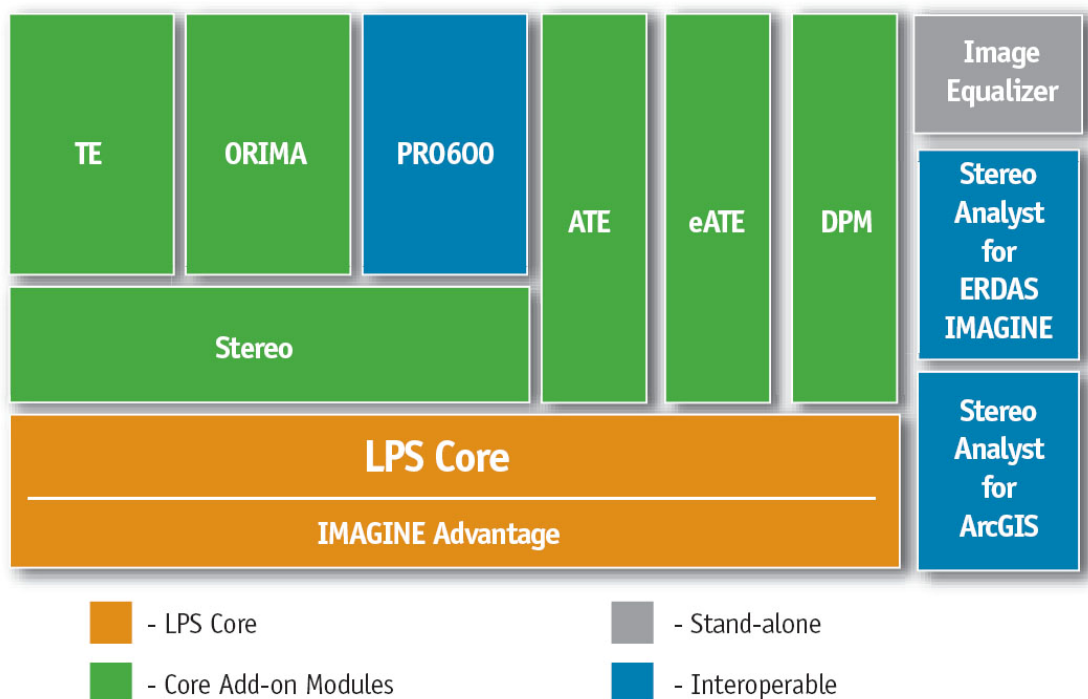 TE
ORIMA
PRO600
ATE
eATE
DPM
Image
Equalizer
Stereo
Analyst
for
ERDAS
IMAGINE
Stereo
LPS Core
IMAGINE Advantage
Stereo
Analyst
for
ArcGIS
- LPS Core
- Stand-alone
- Core Add-on Modules
- Interoperable